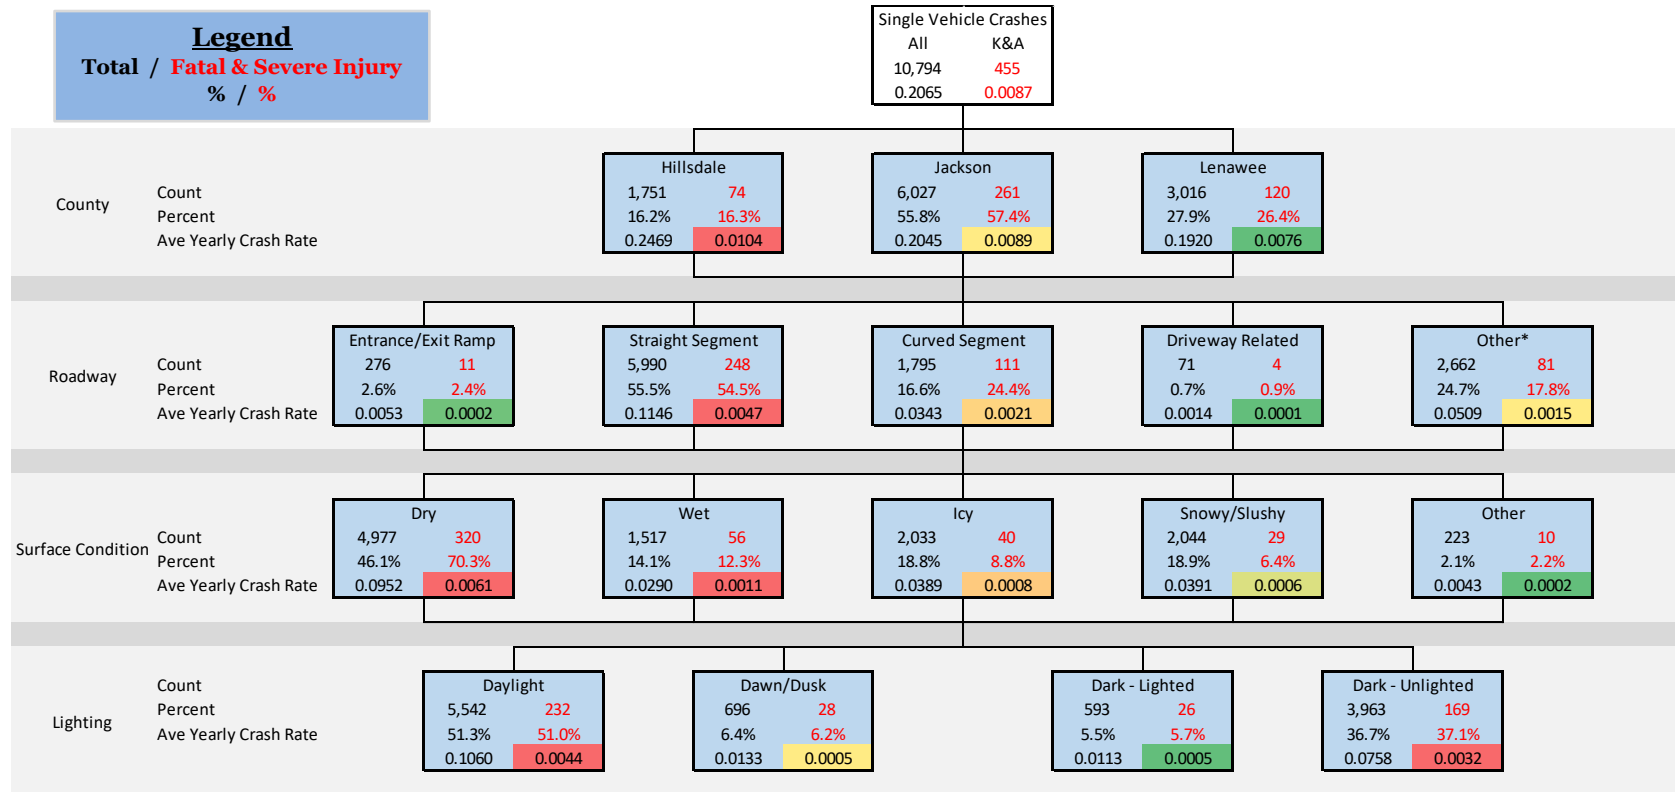 Legend
Total / Fatal & Severe Injury
% / %
Single Vehicle Crashes
All K&A
10,794 455
0.2065 0.0087
County
Count
Percent
Ave Yearly Crash Rate
Hillsdale
1,751 74
16.2% 16.3%
0.2469 0.0104
Jackson
6,027 261
55.8% 57.4%
0.2045 0.0089
Lenawee
3,016 120
27.9% 26.4%
0.1920 0.0076
Roadway
Count
Percent
Ave Yearly Crash Rate
Entrance/Exit Ramp
276 11
2.6% 2.4%
0.0053 0.0002
Straight Segment
5,990 248
55.5% 54.5%
0.1146 0.0047
Curved Segment
1,795 111
16.6% 24.4%
0.0343 0.0021
Driveway Related
71 4
0.7% 0.9%
0.0014 0.0001
Other*
2,662 81
24.7% 17.8%
0.0509 0.0015
Surface Condition
Count
Percent
Ave Yearly Crash Rate
Dry
4,977 320
46.1% 70.3%
0.0952 0.0061
Wet
1,517 56
14.1% 12.3%
0.0290 0.0011
Icy
2,033 40
18.8% 8.8%
0.0389 0.0008
Snowy/Slushy
2,044 29
18.9% 6.4%
0.0391 0.0006
Other
223 10
2.1% 2.2%
0.0043 0.0002
Lighting
Count
Percent
Ave Yearly Crash Rate
Daylight
5,542 232
51.3% 51.0%
0.1060 0.0044
Dawn/Dusk
696 28
6.4% 6.2%
0.0133 0.0005
Dark - Lighted
593 26
5.5% 5.7%
0.0113 0.0005
Dark - Unlighted
3,963 169
36.7% 37.1%
0.0758 0.0032